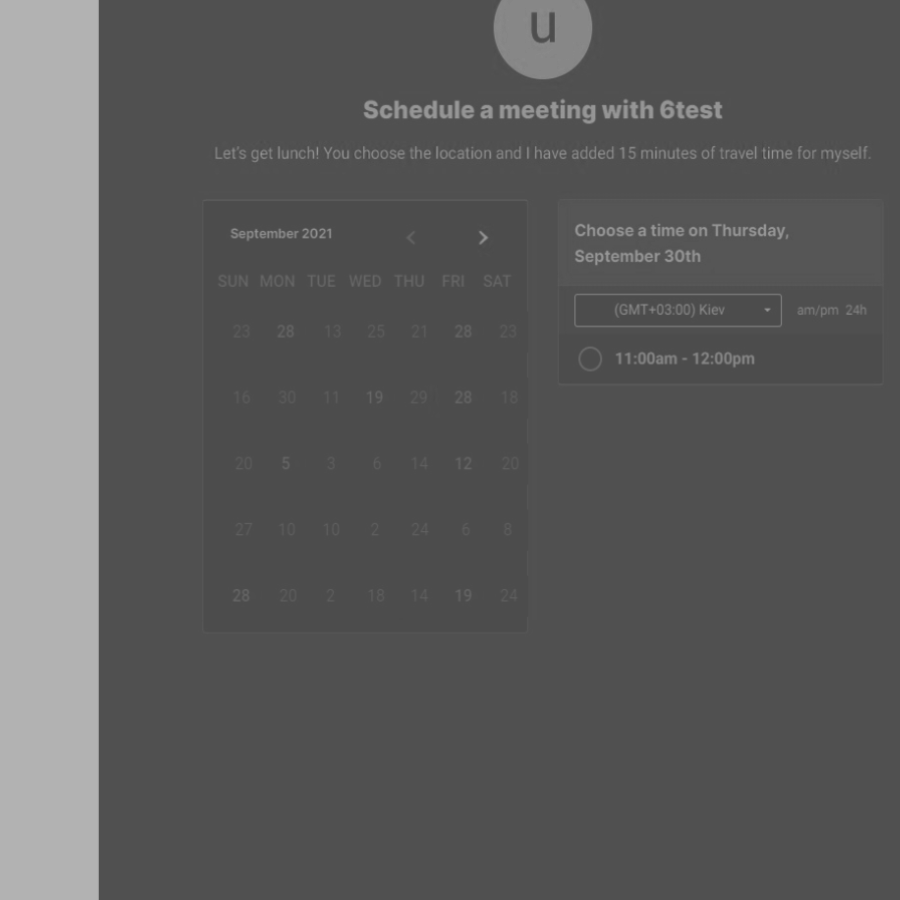 u
Schedule a meeting with 6test
Let's get lunch! You choose the location and I have added 15 minutes of travel time for myself.
September 2021
SUN MON TUE WED THU FRI SAT
23 28 13 25 21 28 23
16 30 11 19 29 28 18
20 5 3 6 14 12 20
27 10 10 2 24 6 8
28 20 2 18 14 19 24
Choose a time on Thursday,
September 30th
(GMT+03:00) Kiev am/pm 24h
11:00am - 12:00pm